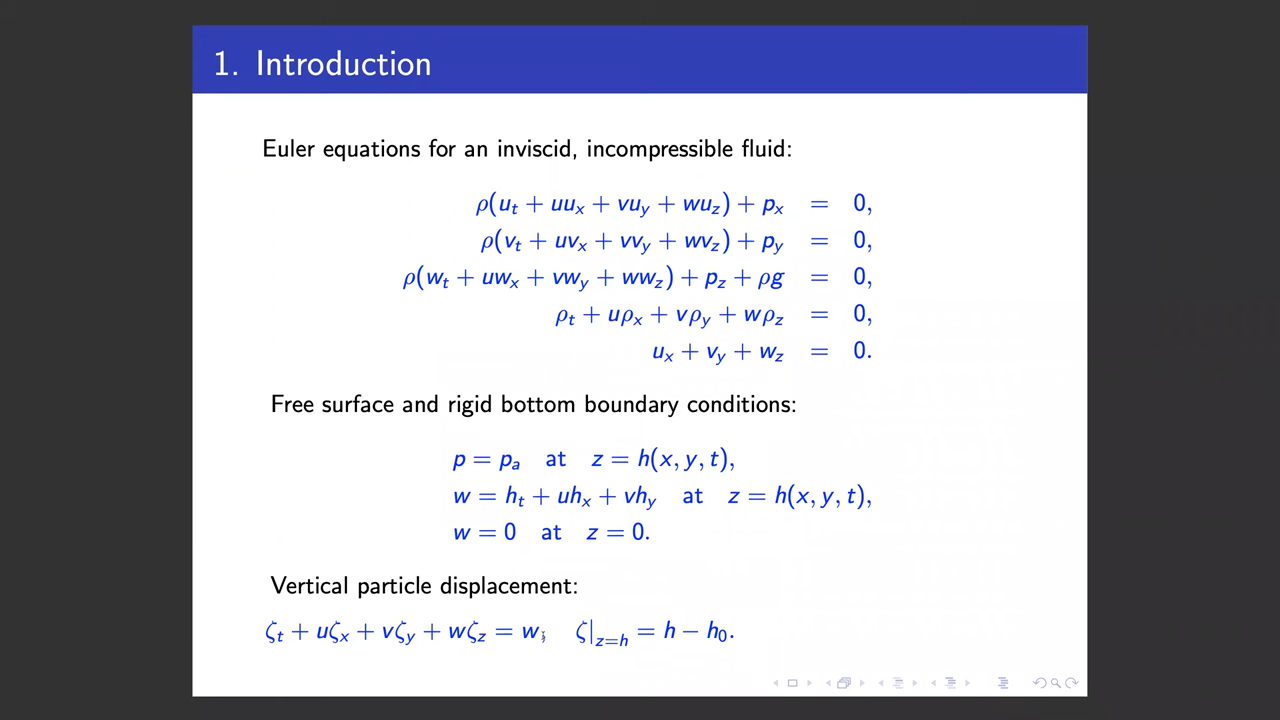 1. Introduction
Euler equations for an inviscid, incompressible fluid:
ρ(u_t + uu_x + vu_y + wu_z) + p_x = 0,
ρ(v_t + uv_x + vv_y + wv_z) + p_y = 0,
ρ(w_t + uw_x + vw_y + ww_z) + p_z + ρg = 0,
ρ_t + uρ_x + vρ_y + wρ_z = 0,
u_x + v_y + w_z = 0.
Free surface and rigid bottom boundary conditions:
p = p_a at z = h(x, y, t),
w = h_t + uh_x + vh_y at z = h(x, y, t),
w = 0 at z = 0.
Vertical particle displacement:
ζ_t + uζ_x + vζ_y + wζ_z = w, ζ|_{z=h} = h − h_0.